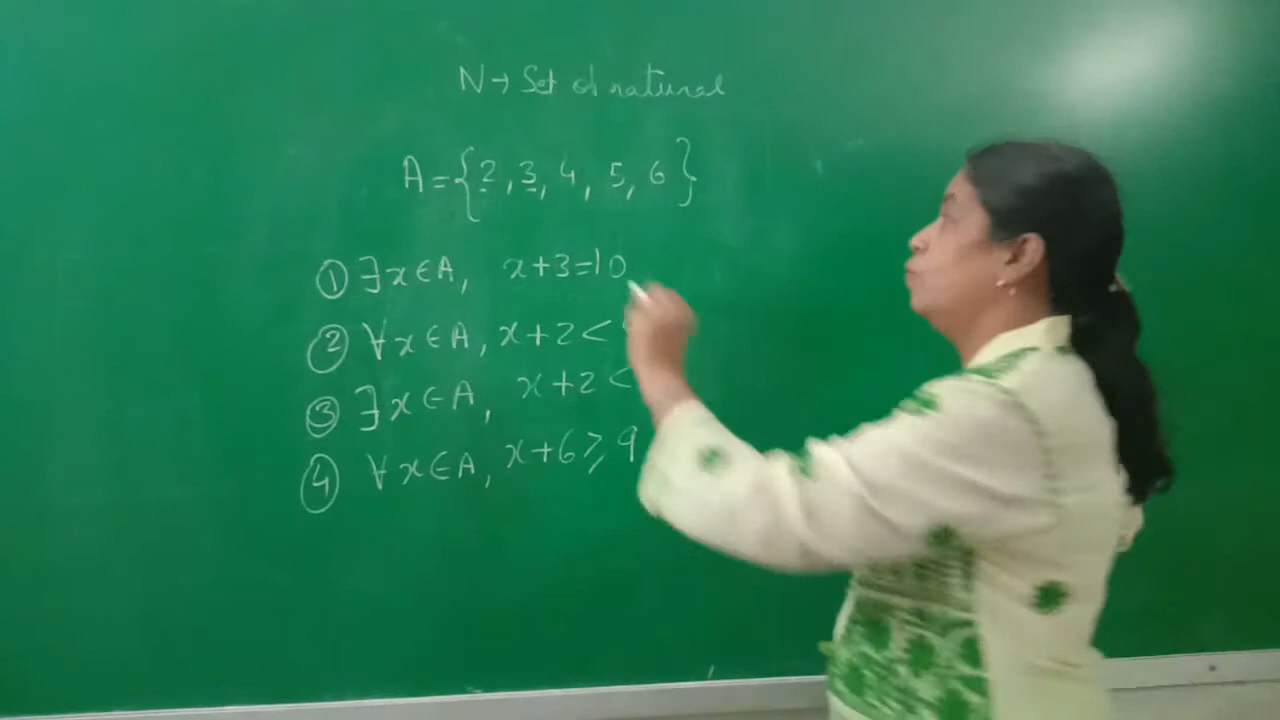 N → Set of natural
A = {2, 3, 4, 5, 6}
① ∃x∈A, x+3=10
② ∀x∈A, x+2<
③ ∃x∈A, x+2<
④ ∀x∈A, x+6≥9